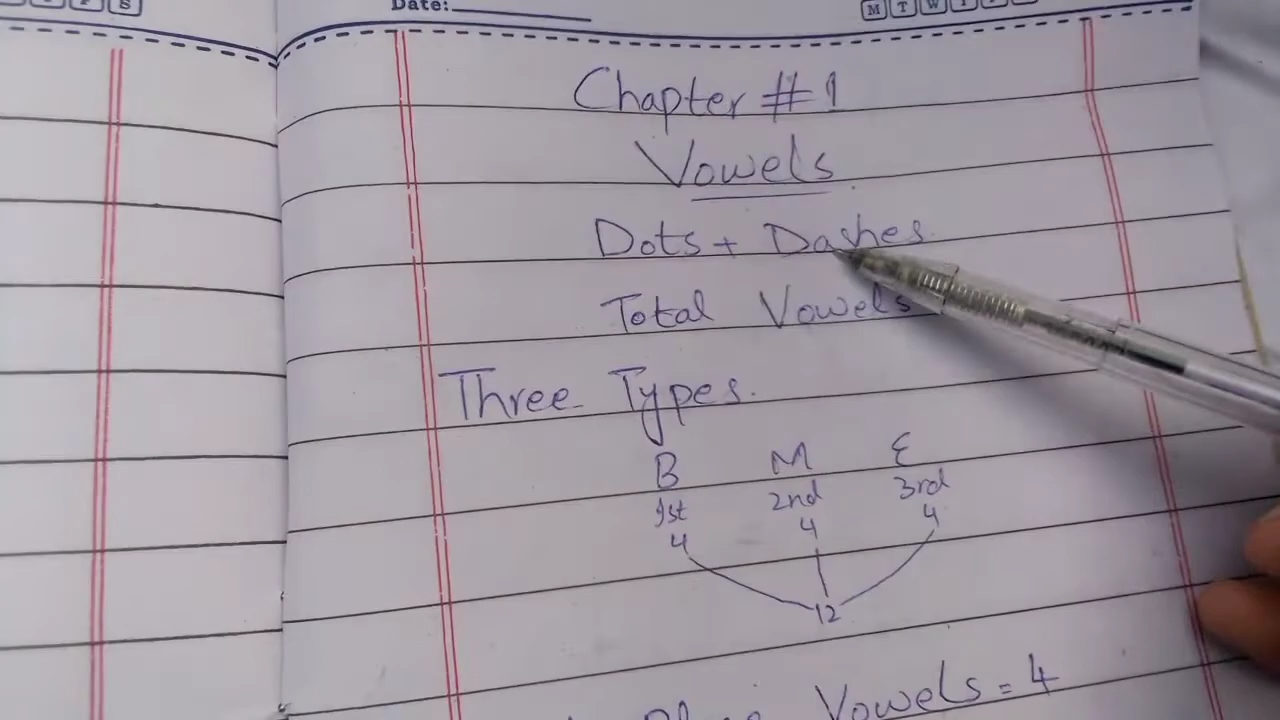 S
Date:
M T W T
Chapter #1
Vowels
Dots + Dashes.
Total Vowels
Three Types.
B M E
1st 2nd 3rd
4 4 4
12
Vowels = 4